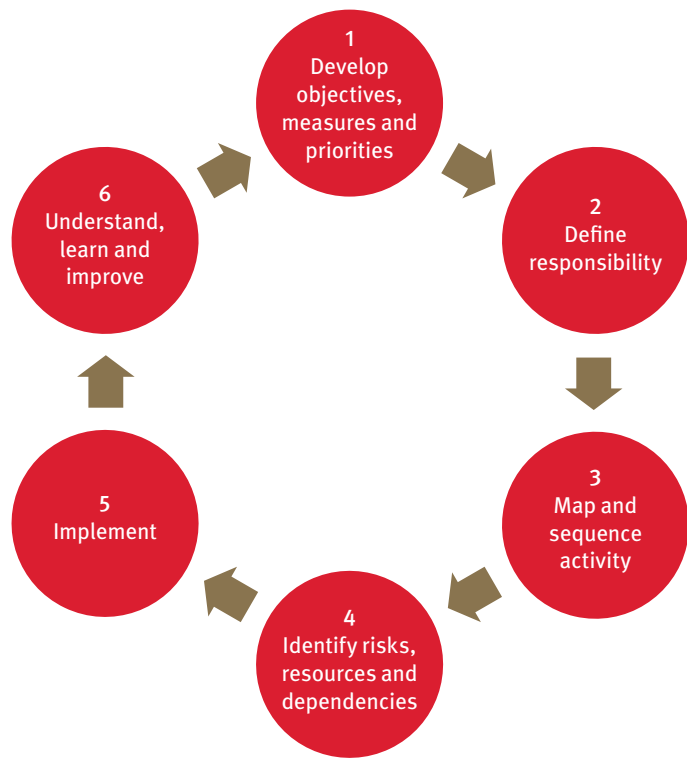 1
Develop
objectives,
measures and
priorities
2
Define
responsibility
3
Map and
sequence
activity
4
Identify risks,
resources and
dependencies
5
Implement
6
Understand,
learn and
improve